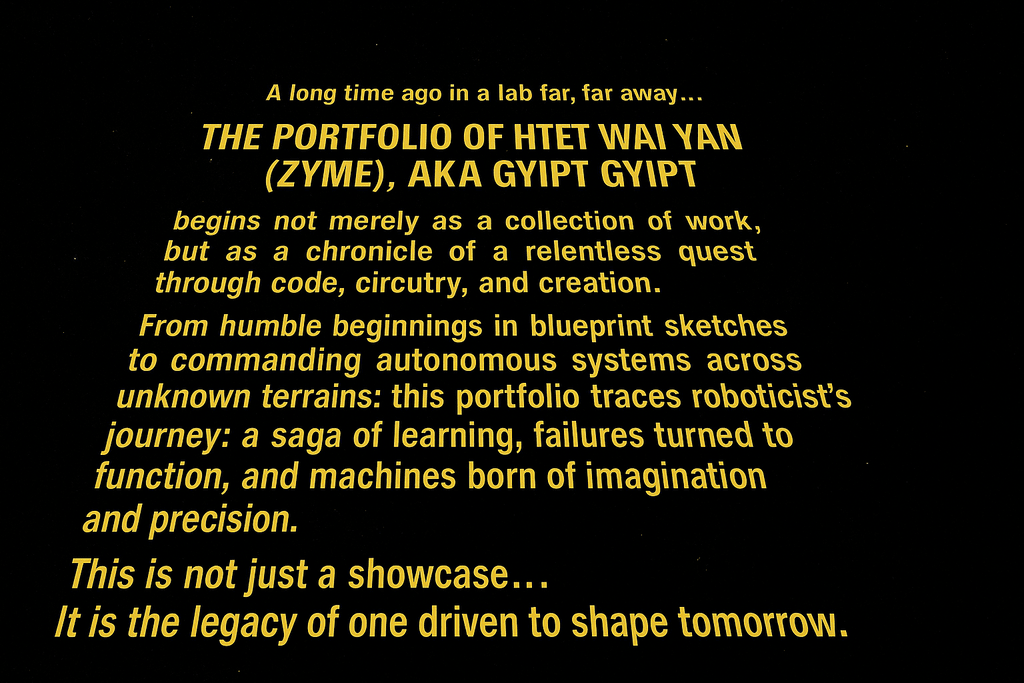 A long time ago in a lab far, far away...
THE PORTFOLIO OF HTET WAI YAN
(ZYME), AKA GYIPT GYIPT
begins not merely as a collection of work,
but as a chronicle of a relentless quest
through code, circutry, and creation.
From humble beginnings in blueprint sketches
to commanding autonomous systems across
unknown terrains: this portfolio traces roboticist's
journey: a saga of learning, failures turned to
function, and machines born of imagination
and precision.
This is not just a showcase...
It is the legacy of one driven to shape tomorrow.